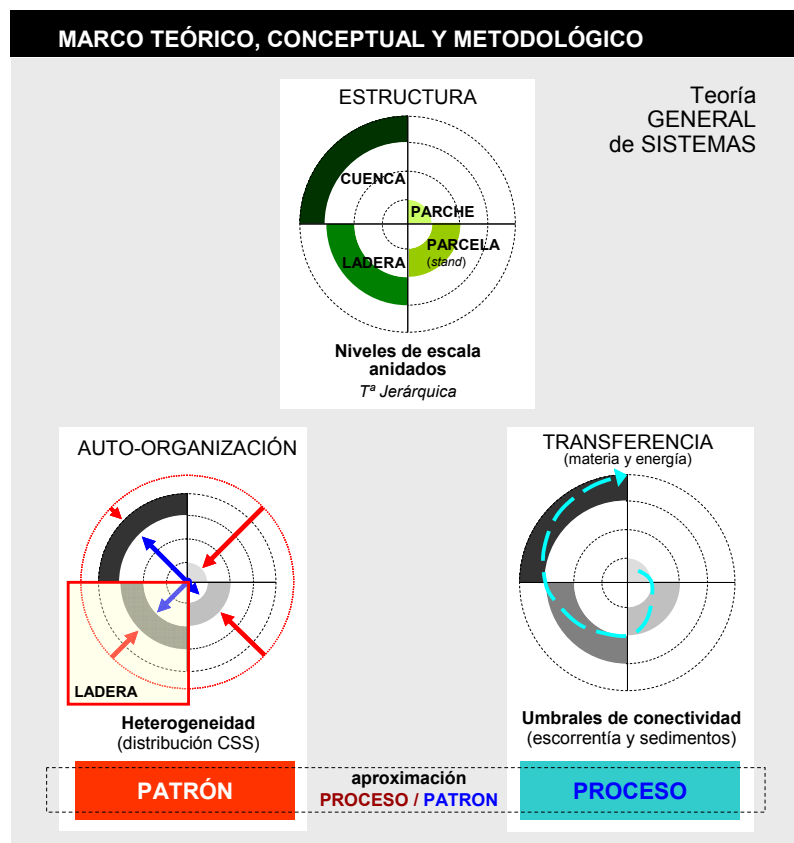 MARCO TEÓRICO, CONCEPTUAL Y METODOLÓGICO
Teoría
GENERAL
de SISTEMAS
ESTRUCTURA
CUENCA
PARCHE
PARCELA
(stand)
LADERA
Niveles de escala
anidados
Tª Jerárquica
AUTO-ORGANIZACIÓN
LADERA
Heterogeneidad
(distribución CSS)
PATRÓN
TRANSFERENCIA
(materia y energía)
Umbrales de conectividad
(escorrentía y sedimentos)
PROCESO
aproximación
PROCESO / PATRON